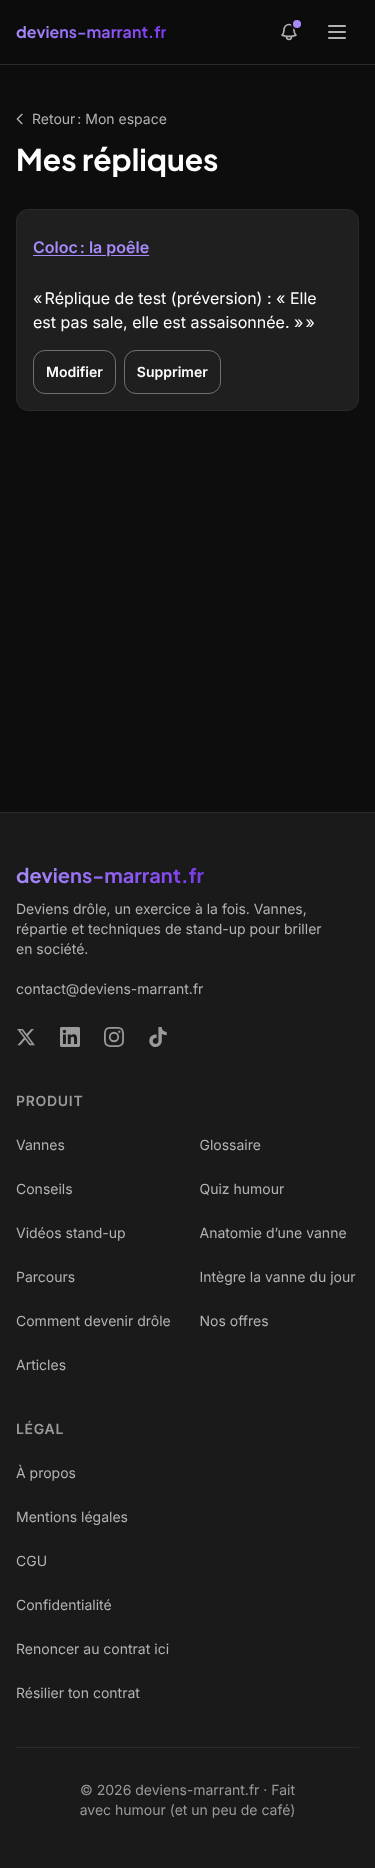 deviens-marrant.fr
Retour : Mon espace
Mes répliques
Coloc : la poêle
« Réplique de test (préversion) : « Elle
est pas sale, elle est assaisonnée. » »
Modifier Supprimer
deviens-marrant.fr
Deviens drôle, un exercice à la fois. Vannes,
répartie et techniques de stand-up pour briller
en société.
contact@deviens-marrant.fr
PRODUIT
Vannes Glossaire
Conseils Quiz humour
Vidéos stand-up Anatomie d’une vanne
Parcours Intègre la vanne du jour
Comment devenir drôle Nos offres
Articles
LÉGAL
À propos
Mentions légales
CGU
Confidentialité
Renoncer au contrat ici
Résilier ton contrat
© 2026 deviens-marrant.fr · Fait
avec humour (et un peu de café)